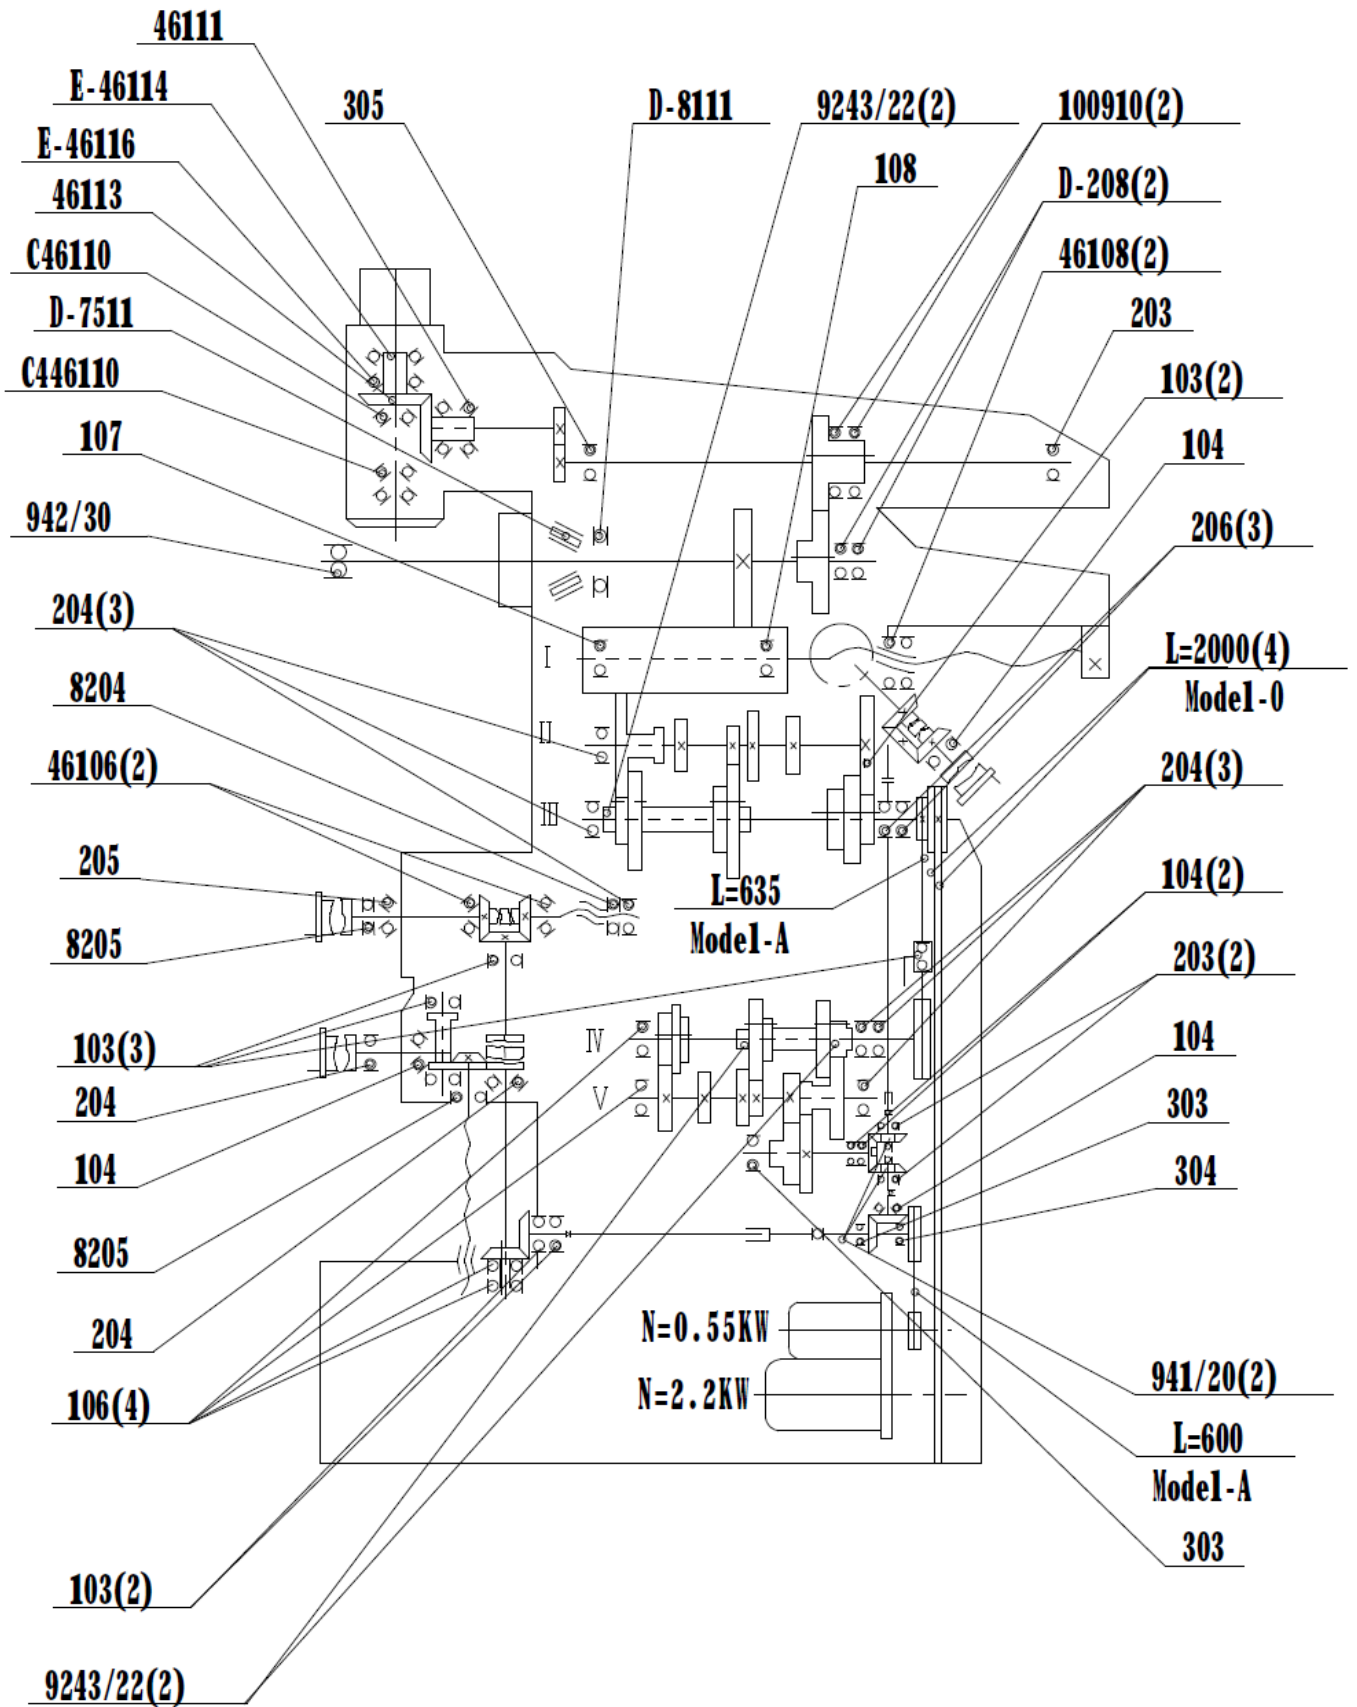 46111
E-46114
305
D-8111
9243/22(2)
100910(2)
E-46116
108
D-208(2)
46113
C46110
46108(2)
D-7511
203
C446110
103(2)
107
104
942/30
206(3)
204(3)
I
L=2000(4)
Model-O
8204
II
46106(2)
204(3)
III
205
L=635
Model-A
104(2)
8205
203(2)
103(3)
IV
104
204
V
303
104
304
8205
204
N=0.55KW
N=2.2KW
941/20(2)
106(4)
L=600
Model-A
303
103(2)
9243/22(2)